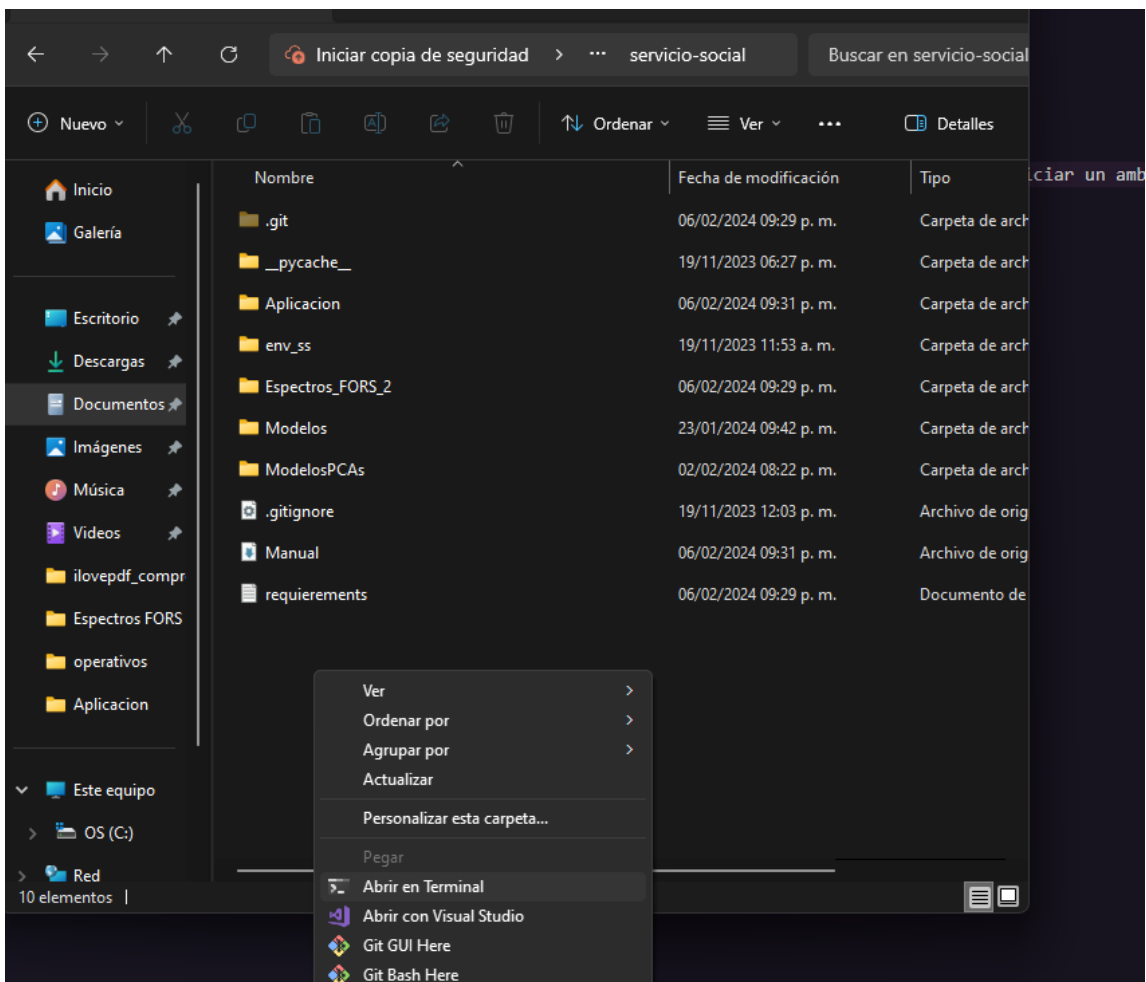 Iniciar copia de seguridad > ... servicio-social Buscar en servicio-social
Nuevo Ordenar Ver ... Detalles
Inicio
Galería
Escritorio
Descargas
Documentos
Imágenes
Música
Videos
ilovepdf_compr
Espectros FORS
operativos
Aplicacion
Este equipo
OS (C:)
Red
Nombre Fecha de modificación Tipo
.git 06/02/2024 09:29 p. m. Carpeta de arch
__pycache__ 19/11/2023 06:27 p. m. Carpeta de arch
Aplicacion 06/02/2024 09:31 p. m. Carpeta de arch
env_ss 19/11/2023 11:53 a. m. Carpeta de arch
Espectros_FORS_2 06/02/2024 09:29 p. m. Carpeta de arch
Modelos 23/01/2024 09:42 p. m. Carpeta de arch
ModelosPCAs 02/02/2024 08:22 p. m. Carpeta de arch
.gitignore 19/11/2023 12:03 p. m. Archivo de orig
Manual 06/02/2024 09:31 p. m. Archivo de orig
requierements 06/02/2024 09:29 p. m. Documento de
iciar un amb
Ver
Ordenar por
Agrupar por
Actualizar
Personalizar esta carpeta...
Pegar
Abrir en Terminal
Abrir con Visual Studio
Git GUI Here
Git Bash Here
10 elementos